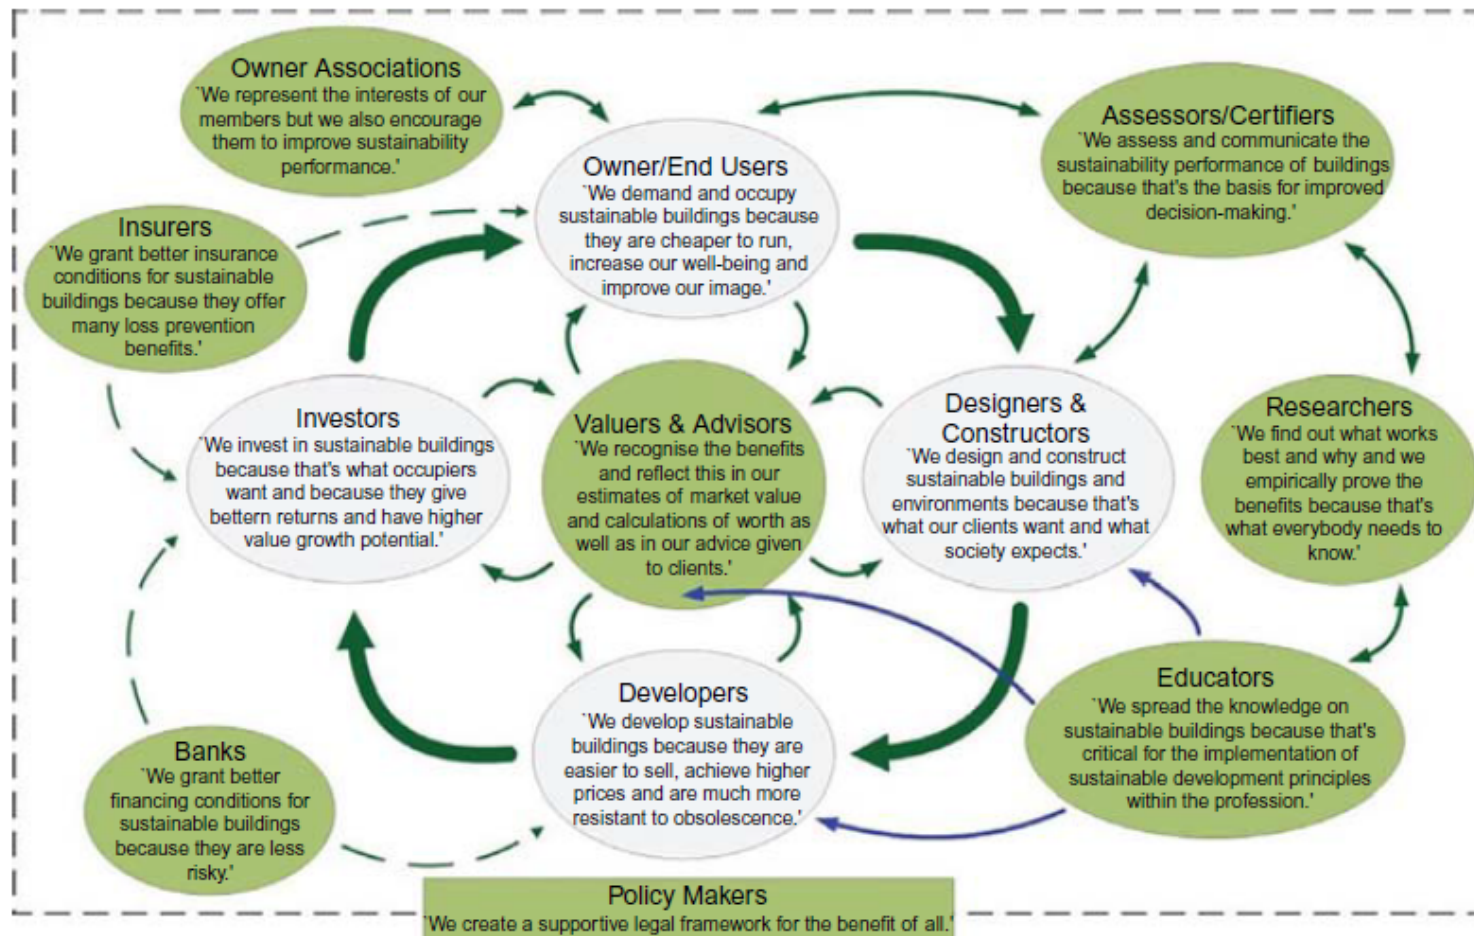 Owner Associations
`We represent the interests of our
members but we also encourage
them to improve sustainability
performance.'
Assessors/Certifiers
`We assess and communicate the
sustainability performance of buildings
because that's the basis for improved
decision-making.'
Owner/End Users
`We demand and occupy
sustainable buildings because
they are cheaper to run,
increase our well-being and
improve our image.'
Insurers
`We grant better insurance
conditions for sustainable
buildings because they offer
many loss prevention
benefits.'
Investors
`We invest in sustainable buildings
because that's what occupiers
want and because they give
bettern returns and have higher
value growth potential.'
Valuers & Advisors
`We recognise the benefits
and reflect this in our
estimates of market value
and calculations of worth as
well as in our advice given
to clients.'
Designers &
Constructors
`We design and construct
sustainable buildings and
environments because that's
what our clients want and what
society expects.'
Researchers
`We find out what works
best and why and we
empirically prove the
benefits because that's
what everybody needs to
know.'
Developers
`We develop sustainable
buildings because they are
easier to sell, achieve higher
prices and are much more
resistant to obsolescence.'
Educators
`We spread the knowledge on
sustainable buildings because that's
critical for the implementation of
sustainable development principles
within the profession.'
Banks
`We grant better
financing conditions for
sustainable buildings
because they are less
risky.'
Policy Makers
`We create a supportive legal framework for the benefit of all.'